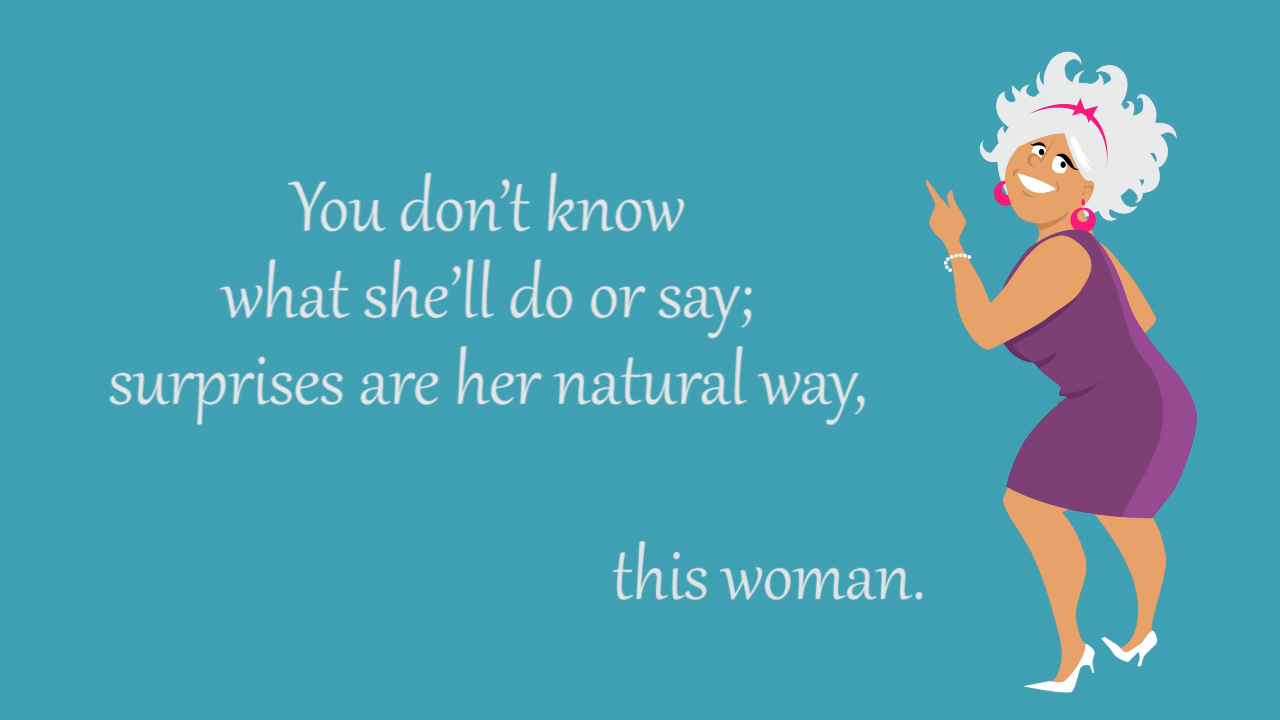 You don’t know
what she’ll do or say;
surprises are her natural way,
this woman.